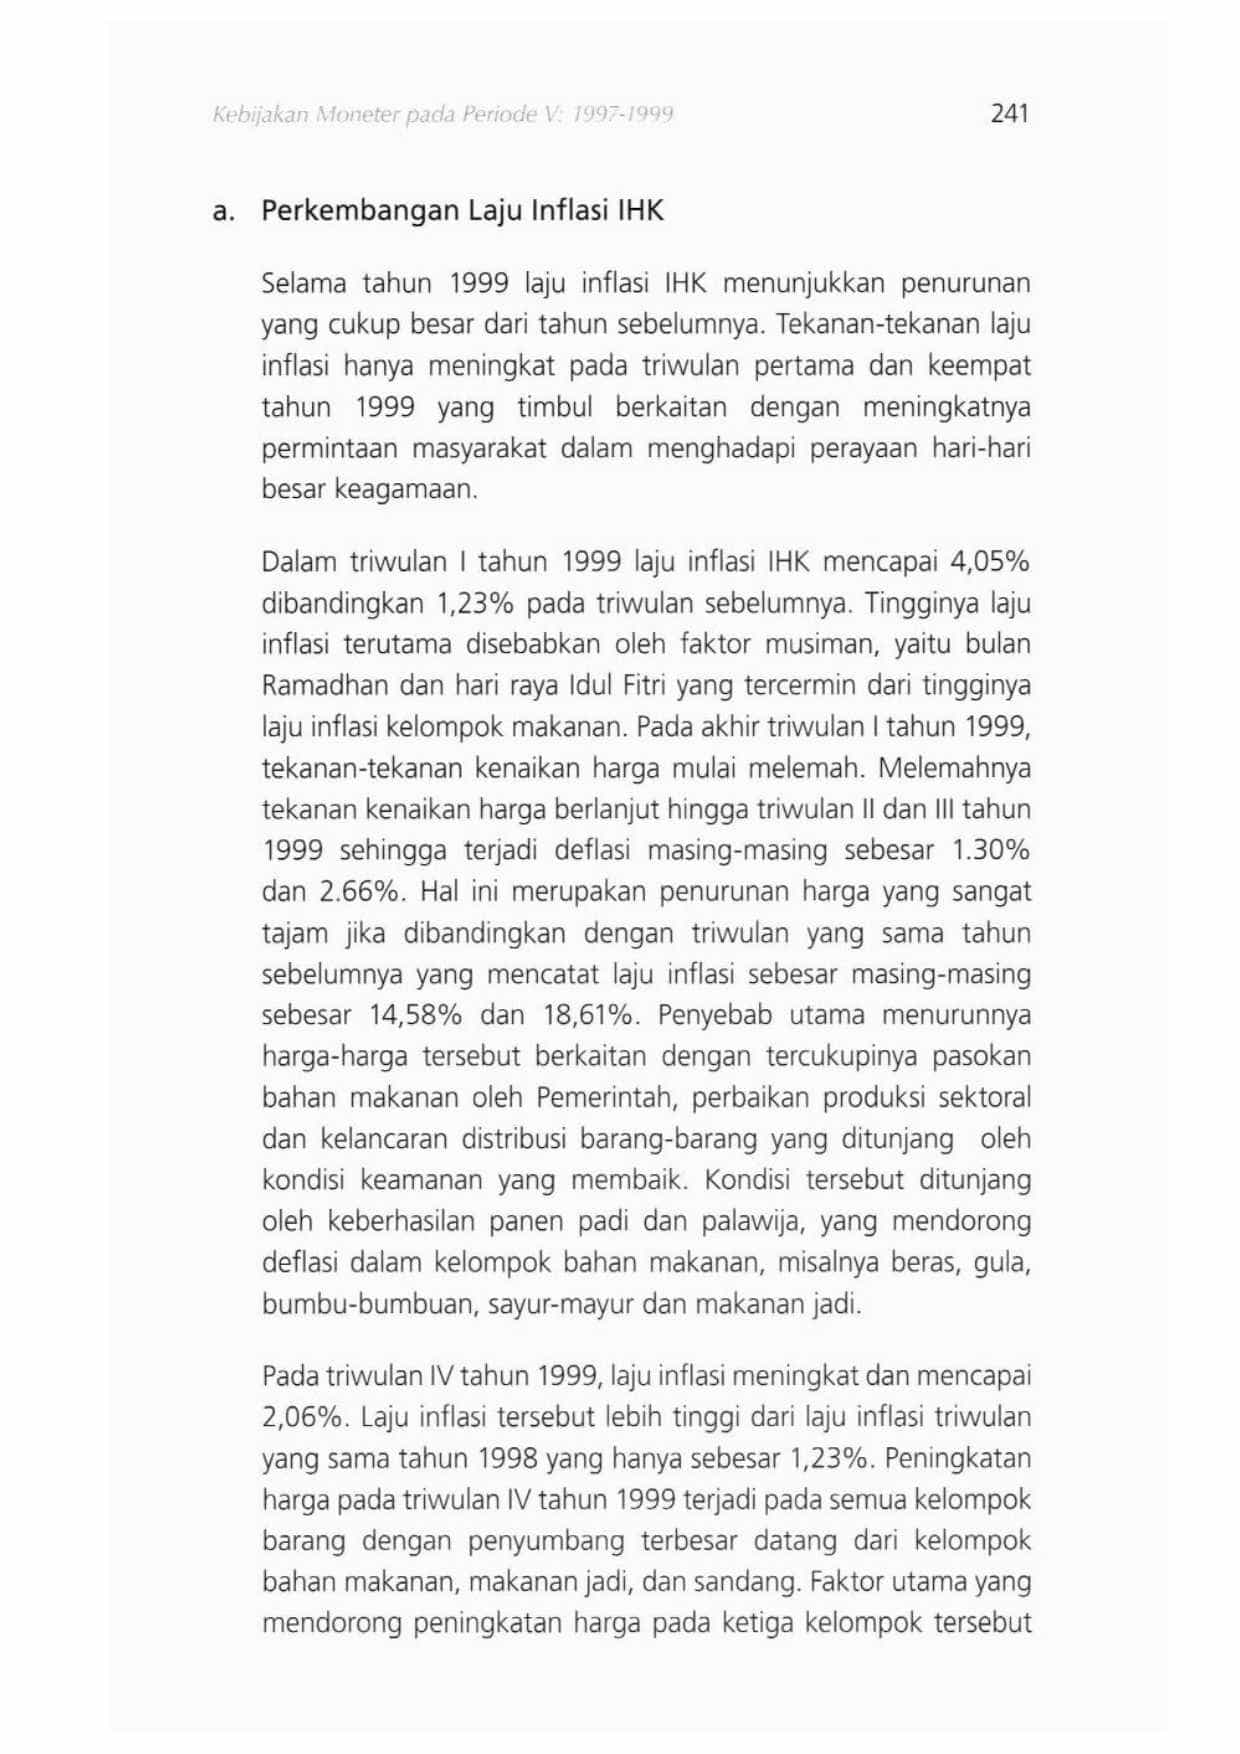 Kebijakan Moneter pada Periode V: 1997-1999 241
a. Perkembangan Laju Inflasi IHK
Selama tahun 1999 laju inflasi IHK menunjukkan penurunan
yang cukup besar dari tahun sebelumnya. Tekanan-tekanan laju
inflasi hanya meningkat pada triwulan pertama dan keempat
tahun 1999 yang timbul berkaitan dengan meningkatnya
permintaan masyarakat dalam menghadapi perayaan hari-hari
besar keagamaan.
Dalam triwulan I tahun 1999 laju inflasi IHK mencapai 4,05%
dibandingkan 1,23% pada triwulan sebelumnya. Tingginya laju
inflasi terutama disebabkan oleh faktor musiman, yaitu bulan
Ramadhan dan hari raya Idul Fitri yang tercermin dari tingginya
laju inflasi kelompok makanan. Pada akhir triwulan I tahun 1999,
tekanan-tekanan kenaikan harga mulai melemah. Melemahnya
tekanan kenaikan harga berlanjut hingga triwulan II dan III tahun
1999 sehingga terjadi deflasi masing-masing sebesar 1.30%
dan 2.66%. Hal ini merupakan penurunan harga yang sangat
tajam jika dibandingkan dengan triwulan yang sama tahun
sebelumnya yang mencatat laju inflasi sebesar masing-masing
sebesar 14,58% dan 18,61%. Penyebab utama menurunnya
harga-harga tersebut berkaitan dengan tercukupinya pasokan
bahan makanan oleh Pemerintah, perbaikan produksi sektoral
dan kelancaran distribusi barang-barang yang ditunjang oleh
kondisi keamanan yang membaik. Kondisi tersebut ditunjang
oleh keberhasilan panen padi dan palawija, yang mendorong
deflasi dalam kelompok bahan makanan, misalnya beras, gula,
bumbu-bumbuan, sayur-mayur dan makanan jadi.
Pada triwulan IV tahun 1999, laju inflasi meningkat dan mencapai
2,06%. Laju inflasi tersebut lebih tinggi dari laju inflasi triwulan
yang sama tahun 1998 yang hanya sebesar 1,23%. Peningkatan
harga pada triwulan IV tahun 1999 terjadi pada semua kelompok
barang dengan penyumbang terbesar datang dari kelompok
bahan makanan, makanan jadi, dan sandang. Faktor utama yang
mendorong peningkatan harga pada ketiga kelompok tersebut